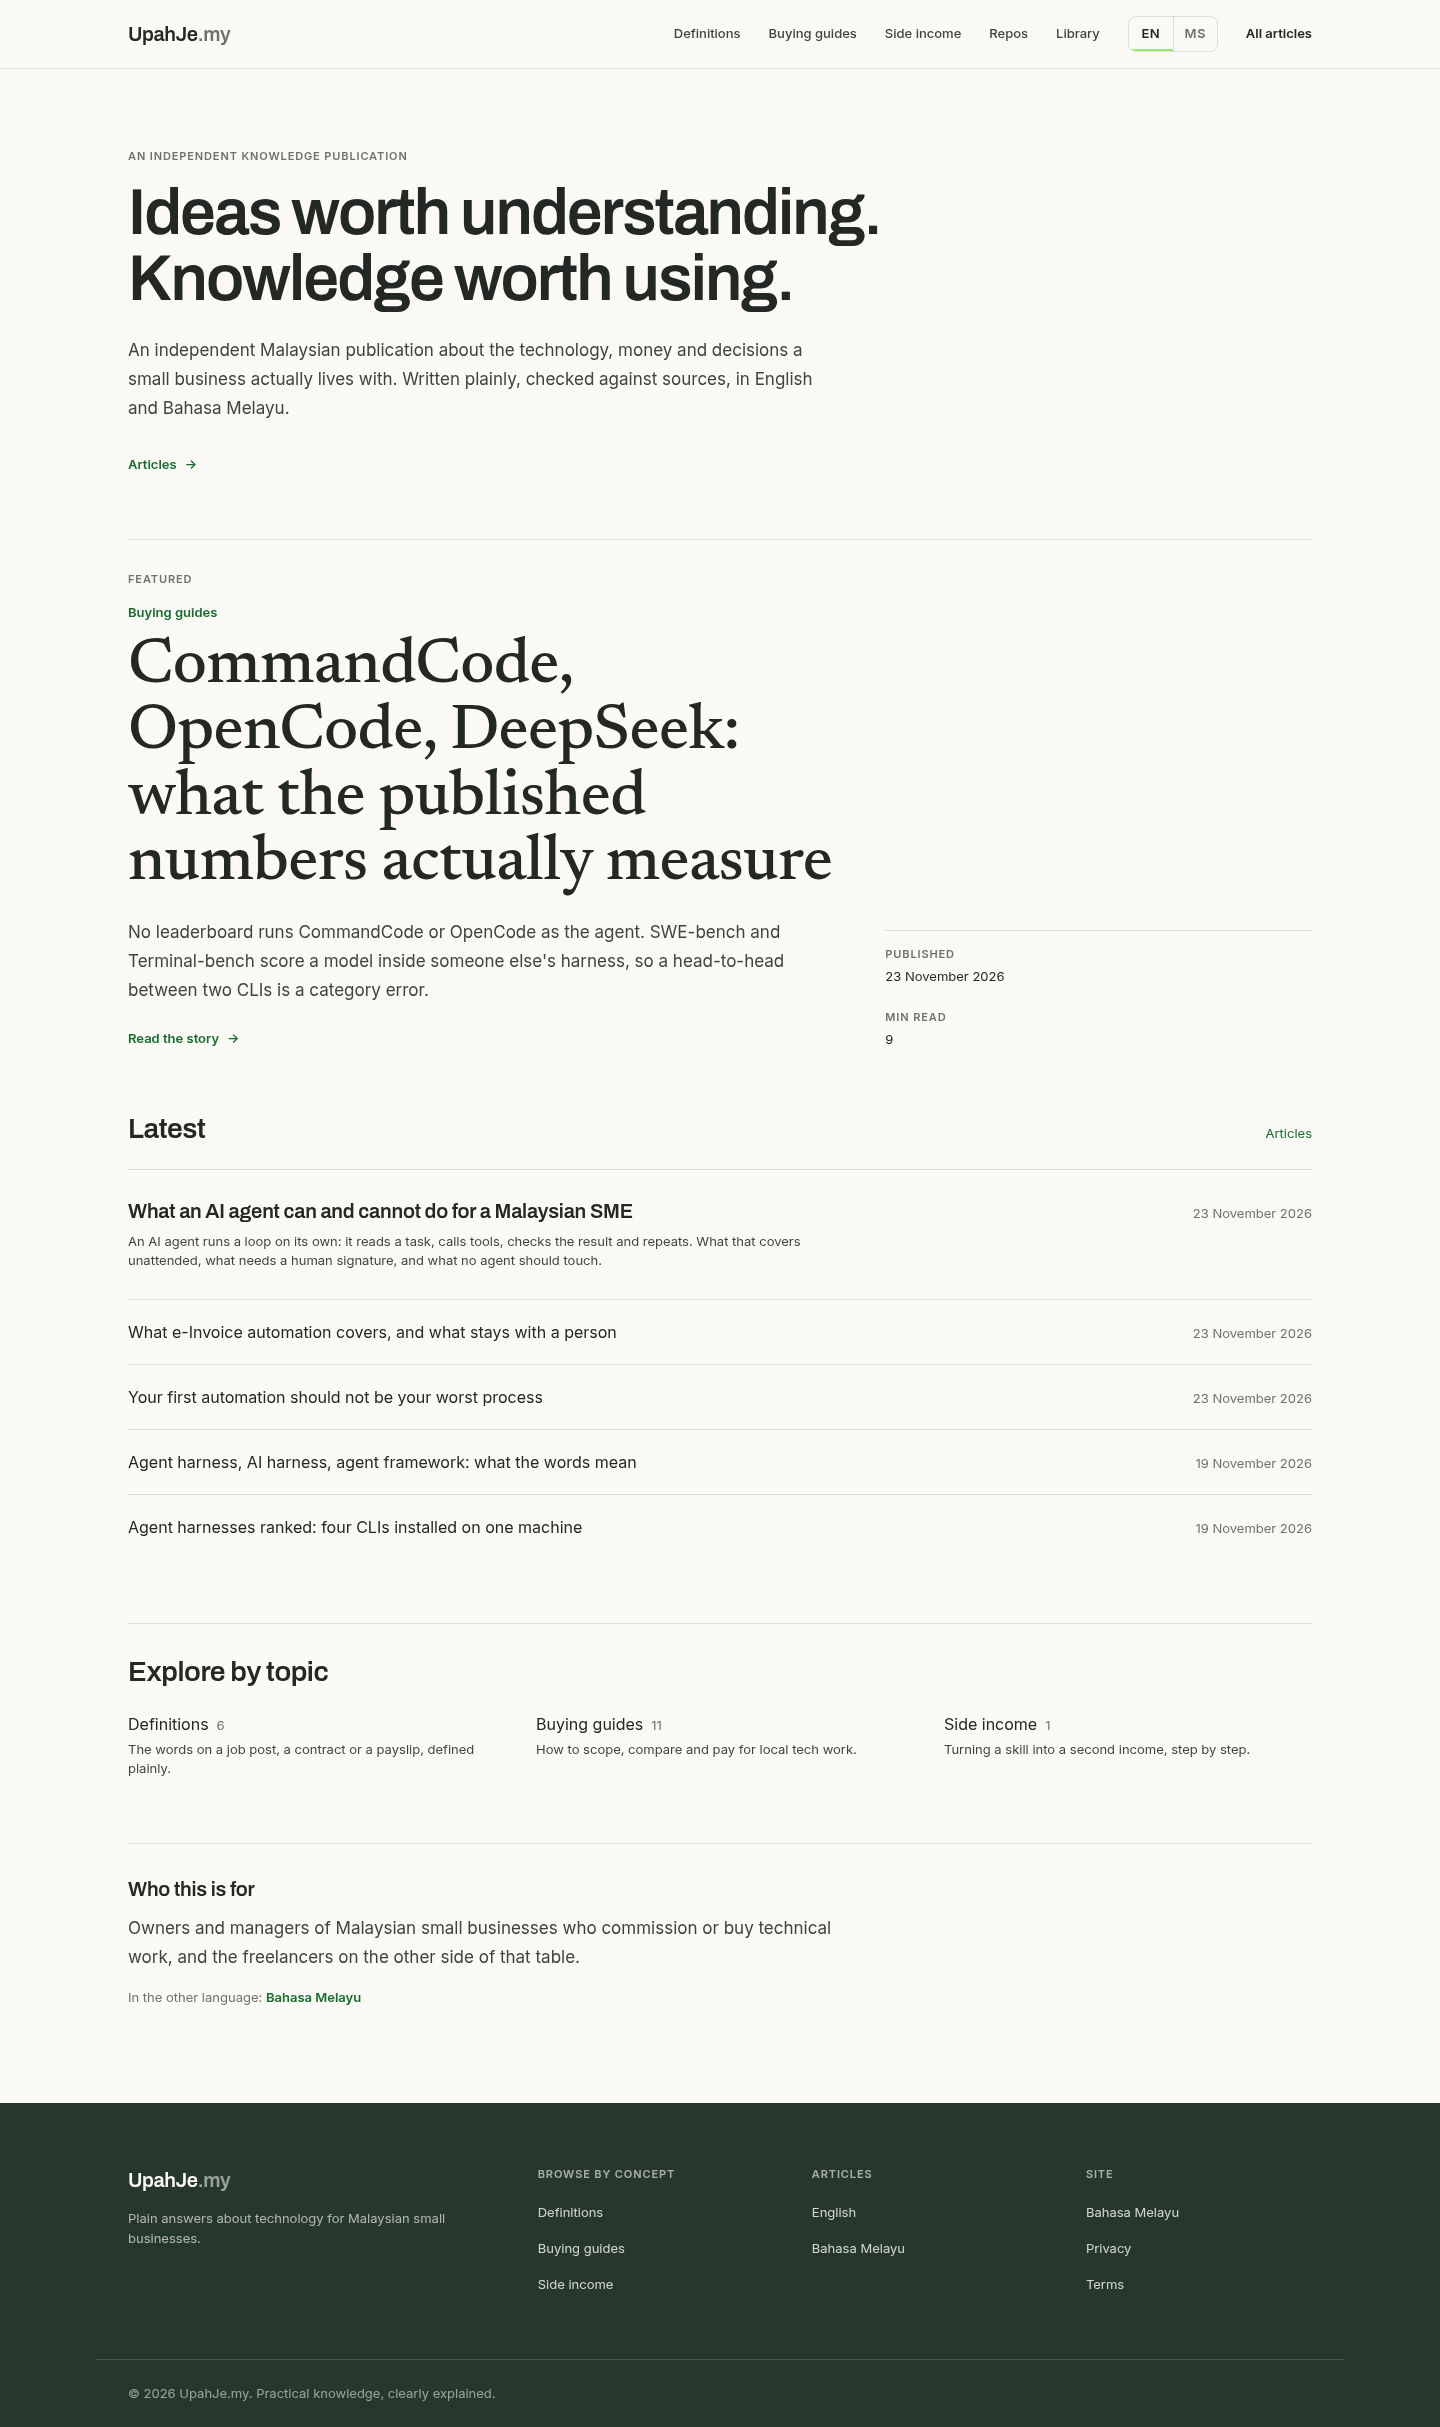 UpahJe.my
Definitions
Buying guides
Side income
Repos
Library
EN
MS
All articles
AN INDEPENDENT KNOWLEDGE PUBLICATION
Ideas worth understanding.
Knowledge worth using.
An independent Malaysian publication about the technology, money and decisions a
small business actually lives with. Written plainly, checked against sources, in English
and Bahasa Melayu.
Articles →
FEATURED
Buying guides
CommandCode,
OpenCode, DeepSeek:
what the published
numbers actually measure
No leaderboard runs CommandCode or OpenCode as the agent. SWE-bench and
Terminal-bench score a model inside someone else's harness, so a head-to-head
between two CLIs is a category error.
Read the story →
PUBLISHED
23 November 2026
MIN READ
9
Latest
Articles
What an AI agent can and cannot do for a Malaysian SME
23 November 2026
An AI agent runs a loop on its own: it reads a task, calls tools, checks the result and repeats. What that covers
unattended, what needs a human signature, and what no agent should touch.
What e-Invoice automation covers, and what stays with a person
23 November 2026
Your first automation should not be your worst process
23 November 2026
Agent harness, AI harness, agent framework: what the words mean
19 November 2026
Agent harnesses ranked: four CLIs installed on one machine
19 November 2026
Explore by topic
Definitions 6
The words on a job post, a contract or a payslip, defined
plainly.
Buying guides 11
How to scope, compare and pay for local tech work.
Side income 1
Turning a skill into a second income, step by step.
Who this is for
Owners and managers of Malaysian small businesses who commission or buy technical
work, and the freelancers on the other side of that table.
In the other language: Bahasa Melayu
UpahJe.my
Plain answers about technology for Malaysian small
businesses.
BROWSE BY CONCEPT
Definitions
Buying guides
Side income
ARTICLES
English
Bahasa Melayu
SITE
Bahasa Melayu
Privacy
Terms
© 2026 UpahJe.my. Practical knowledge, clearly explained.